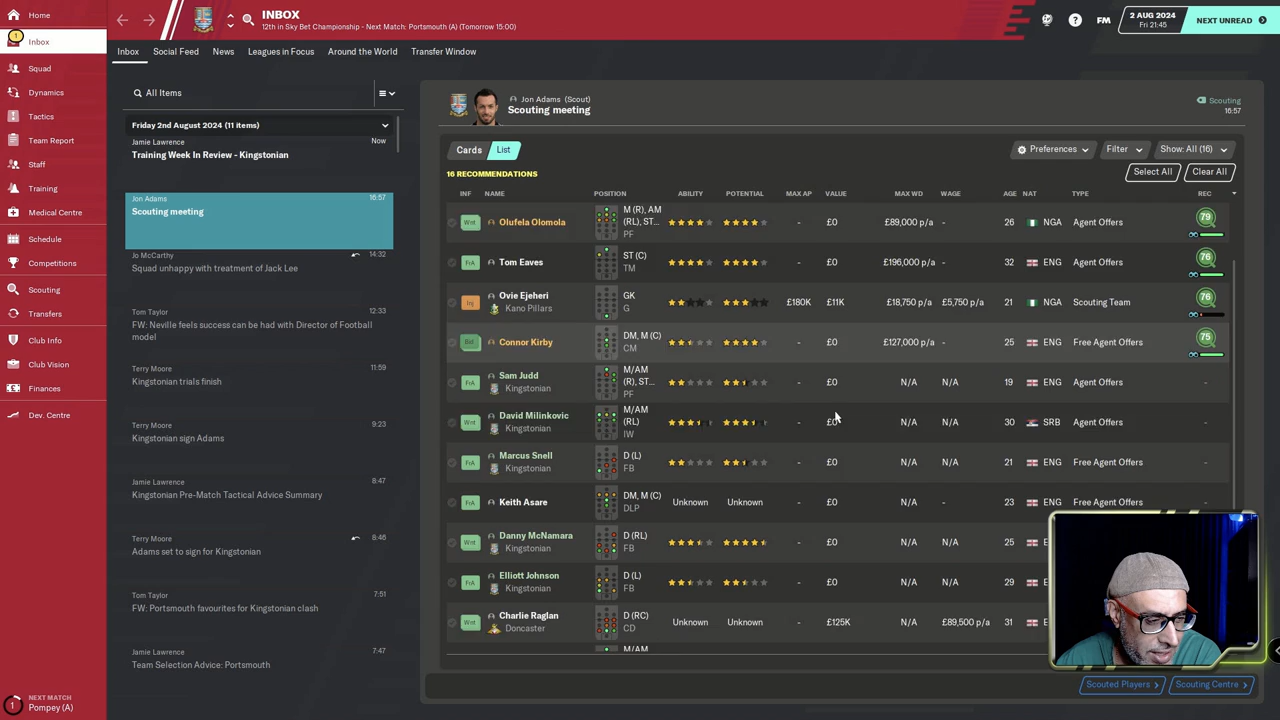 Home
INBOX
12th in Sky Bet Championship - Next Match: Portsmouth (A) (Tomorrow 15:00)
FM
2 AUG 2024
Fri 21:45
NEXT UNREAD
1
Inbox
Squad
Dynamics
Tactics
Team Report
Staff
Training
Medical Centre
Schedule
Competitions
Scouting
Transfers
Club Info
Club Vision
Finances
Dev. Centre
1
NEXT MATCH
Pompey (A)
Inbox
Social Feed
News
Leagues in Focus
Around the World
Transfer Window
All Items
Friday 2nd August 2024 (11 items)
Jamie Lawrence Now
Training Week In Review - Kingstonian
Jon Adams 16:57
Scouting meeting
Jo McCarthy 14:32
Squad unhappy with treatment of Jack Lee
Tom Taylor 12:33
FW: Neville feels success can be had with Director of Football
model
Terry Moore 11:59
Kingstonian trials finish
Terry Moore 9:23
Kingstonian sign Adams
Jamie Lawrence 8:47
Kingstonian Pre-Match Tactical Advice Summary
Terry Moore 8:46
Adams set to sign for Kingstonian
Tom Taylor 7:51
FW: Portsmouth favourites for Kingstonian clash
Jamie Lawrence 7:47
Team Selection Advice: Portsmouth
Jon Adams (Scout)
Scouting meeting
Scouting
16:57
Cards List
Preferences Filter Show: All (16)
16 RECOMMENDATIONS
Select All Clear All
INF NAME POSITION ABILITY POTENTIAL MAX AP VALUE MAX WD WAGE AGE NAT TYPE REC
Wnt Olufela Olomola M (R), AM (RL), ST... PF - £0 £89,000 p/a - 26 NGA Agent Offers 79
FrA Tom Eaves ST (C) TM - £0 £196,000 p/a - 32 ENG Agent Offers 76
Inj Ovie Ejeheri Kano Pillars GK G £180K £11K £18,750 p/a £5,750 p/a 21 NGA Scouting Team 76
Bid Connor Kirby DM, M (C) CM - £0 £127,000 p/a - 25 ENG Free Agent Offers 75
FrA Sam Judd Kingstonian M/AM (R), ST... PF - £0 N/A N/A 19 ENG Agent Offers -
Wnt David Milinkovic Kingstonian M/AM (RL) IW - £0 N/A N/A 30 SRB Agent Offers -
FrA Marcus Snell Kingstonian D (L) FB - £0 N/A N/A 21 ENG Free Agent Offers -
FrA Keith Asare DM, M (C) DLP Unknown Unknown - £0 N/A - 23 ENG Free Agent Offers -
Wnt Danny McNamara Kingstonian D (RL) FB - £0 N/A N/A 25
FrA Elliott Johnson Kingstonian D (L) FB - £0 N/A N/A 29
Wnt Charlie Raglan Doncaster D (RC) CD Unknown Unknown - £125K N/A £89,500 p/a 31
M/AM
Scouted Players Scouting Centre